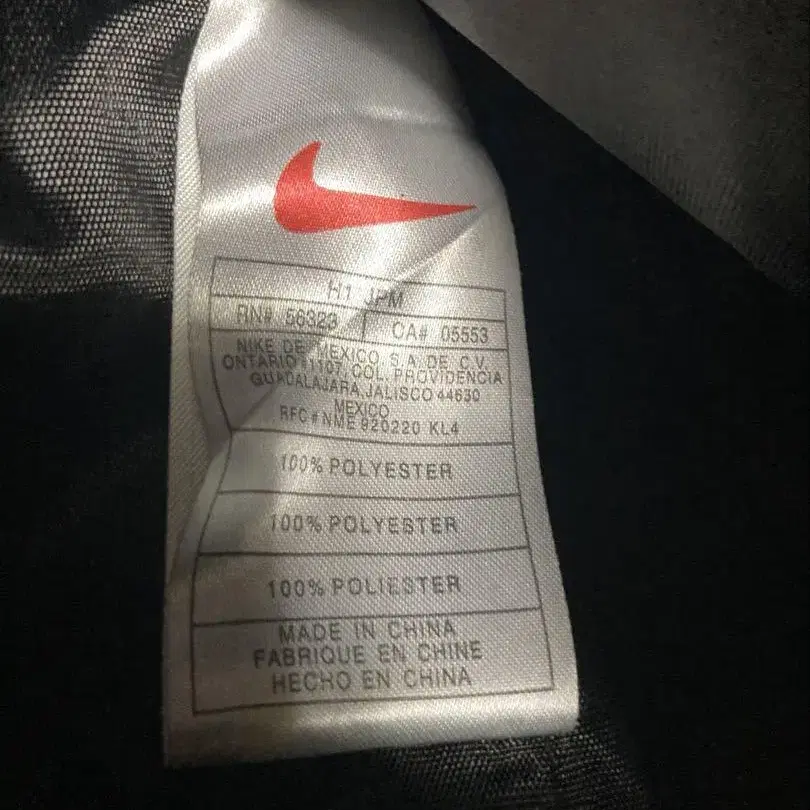 H1 JPM
RN# 56323 CA# 05553
NIKE DE MEXICO S.A. DE C.V.
ONTARIO #1107, COL. PROVIDENCIA
GUADALAJARA, JALISCO 44630
MEXICO
RFC # NME 920220 KL4
100% POLYESTER
100% POLYESTER
100% POLIESTER
MADE IN CHINA
FABRIQUE EN CHINE
HECHO EN CHINA